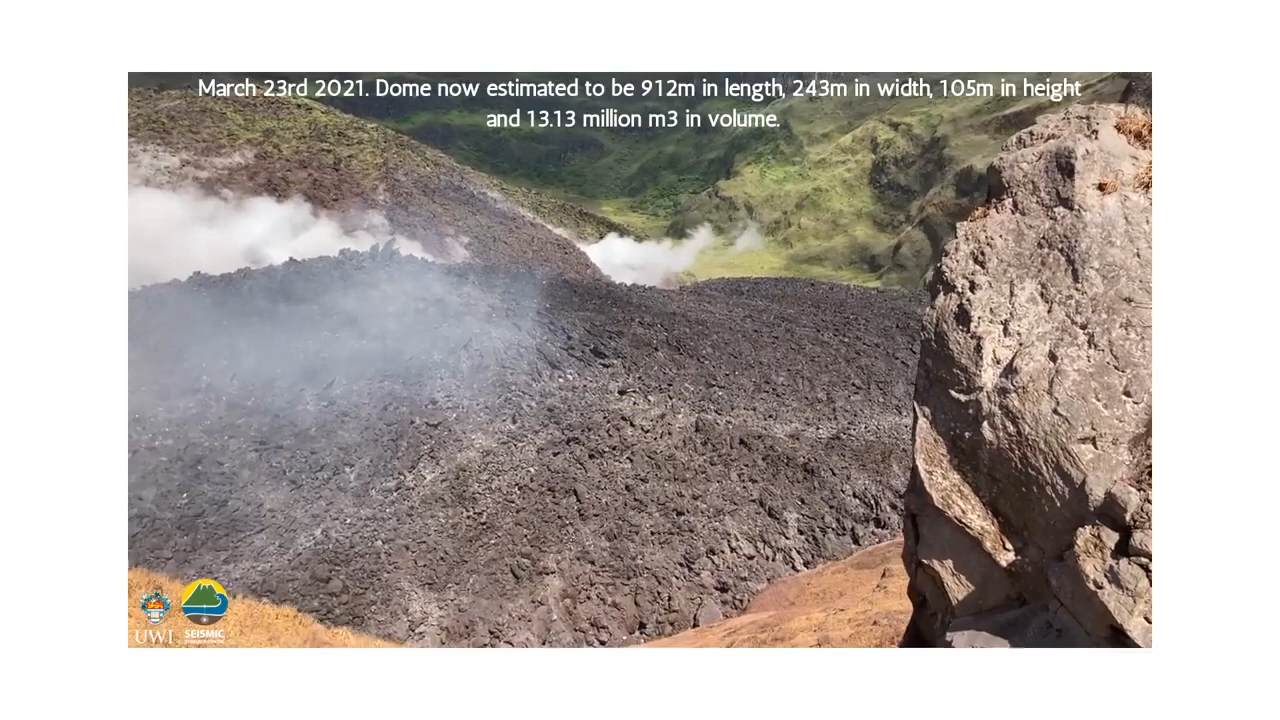 March 23rd 2021. Dome now estimated to be 912m in length, 243m in width, 105m in height
and 13.13 million m3 in volume.
UWI
SEISMIC